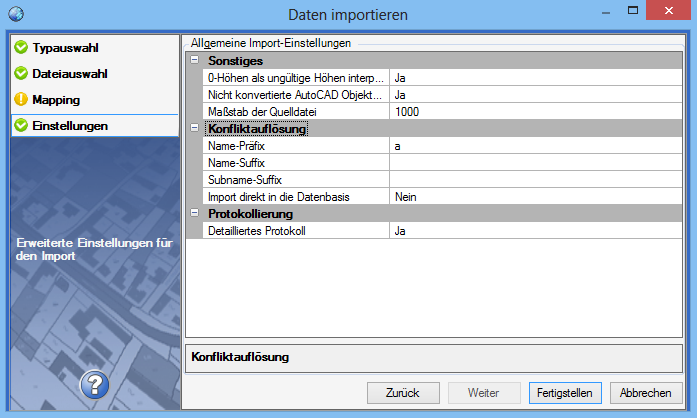 Daten importieren
Typauswahl
Dateiauswahl
Mapping
Einstellungen
Erweiterte Einstellungen für
den Import
Allgemeine Import-Einstellungen
Sonstiges
0-Höhen als ungültige Höhen interp... Ja
Nicht konvertierte AutoCAD Objekt... Ja
Maßstab der Quelldatei 1000
Konfliktauflösung
Name-Präfix a
Name-Suffix
Subname-Suffix
Import direkt in die Datenbasis Nein
Protokollierung
Detailliertes Protokoll Ja
Konfliktauflösung
Zurück Weiter Fertigstellen Abbrechen